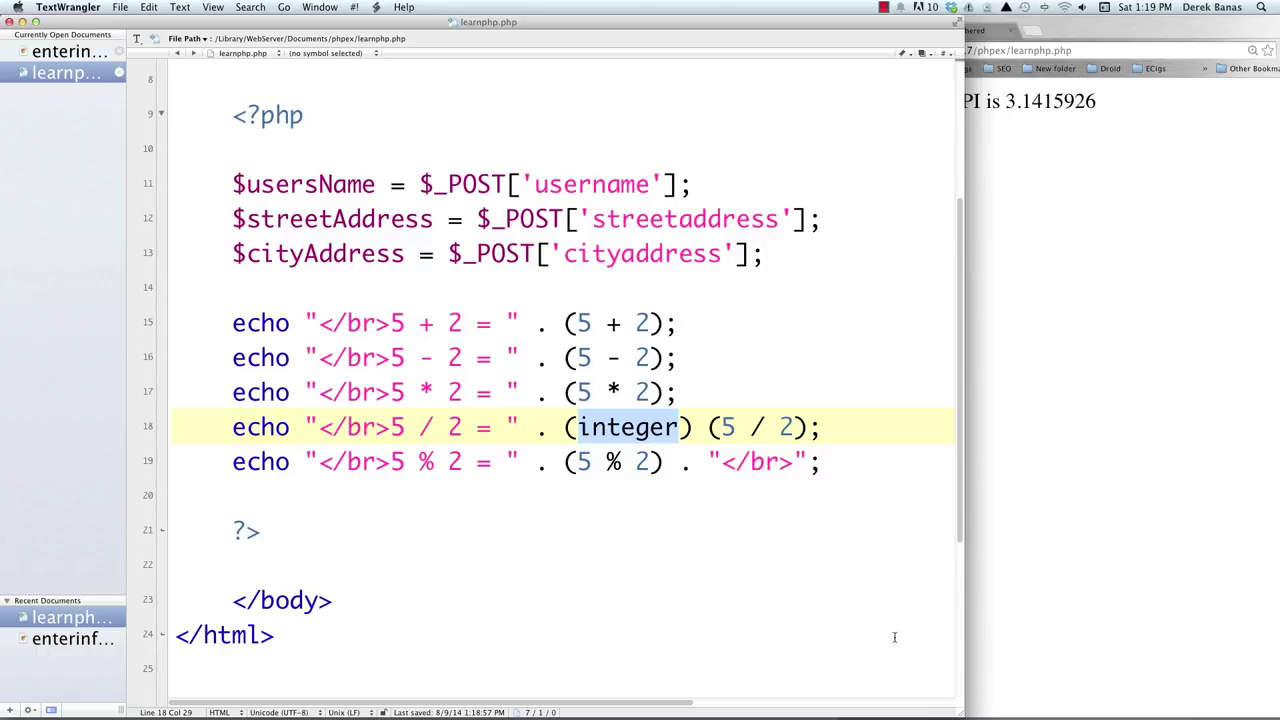 TextWrangler File Edit Text View Search Go Window #! Help 10 Sat 1:19 PM Derek Banas
learnphp.php
Currently Open Documents
enterin...
learnp...
File Path ▾ : /Library/WebServer/Documents/phpex/learnphp.php
learnphp.php (no symbol selected)
hered
7/phpex/learnphp.php
SEO New folder Droid ECigs » Other Bookma
PI is 3.1415926
8
9 <?php
10
11 $usersName = $_POST['username'];
12 $streetAddress = $_POST['streetaddress'];
13 $cityAddress = $_POST['cityaddress'];
14
15 echo "</br>5 + 2 = " . (5 + 2);
16 echo "</br>5 - 2 = " . (5 - 2);
17 echo "</br>5 * 2 = " . (5 * 2);
18 echo "</br>5 / 2 = " . (integer) (5 / 2);
19 echo "</br>5 % 2 = " . (5 % 2) . "</br>";
20
21 ?>
22
23 </body>
24 </html>
25
Recent Documents
learnph...
enterinf...
Line 18 Col 29 HTML Unicode (UTF-8) Unix (LF) Last saved: 8/9/14 1:18:57 PM 7 / 1 / 0